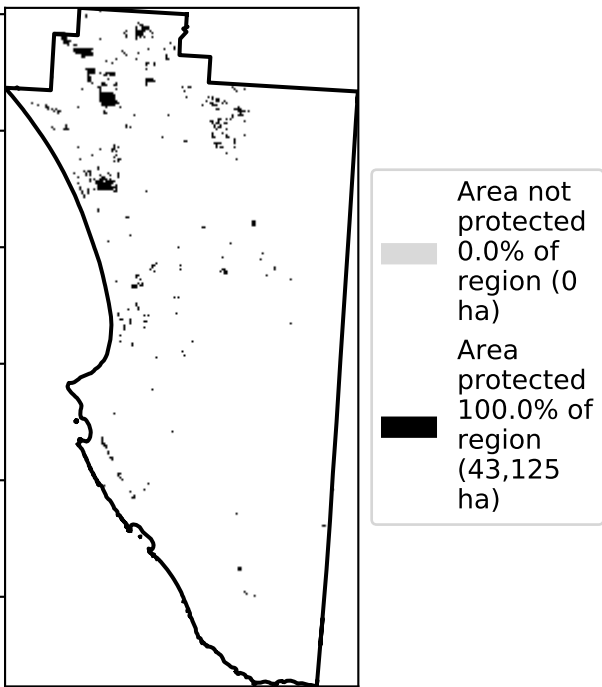 Area not
protected
0.0% of
region (0
ha)
Area
protected
100.0% of
region
(43,125
ha)